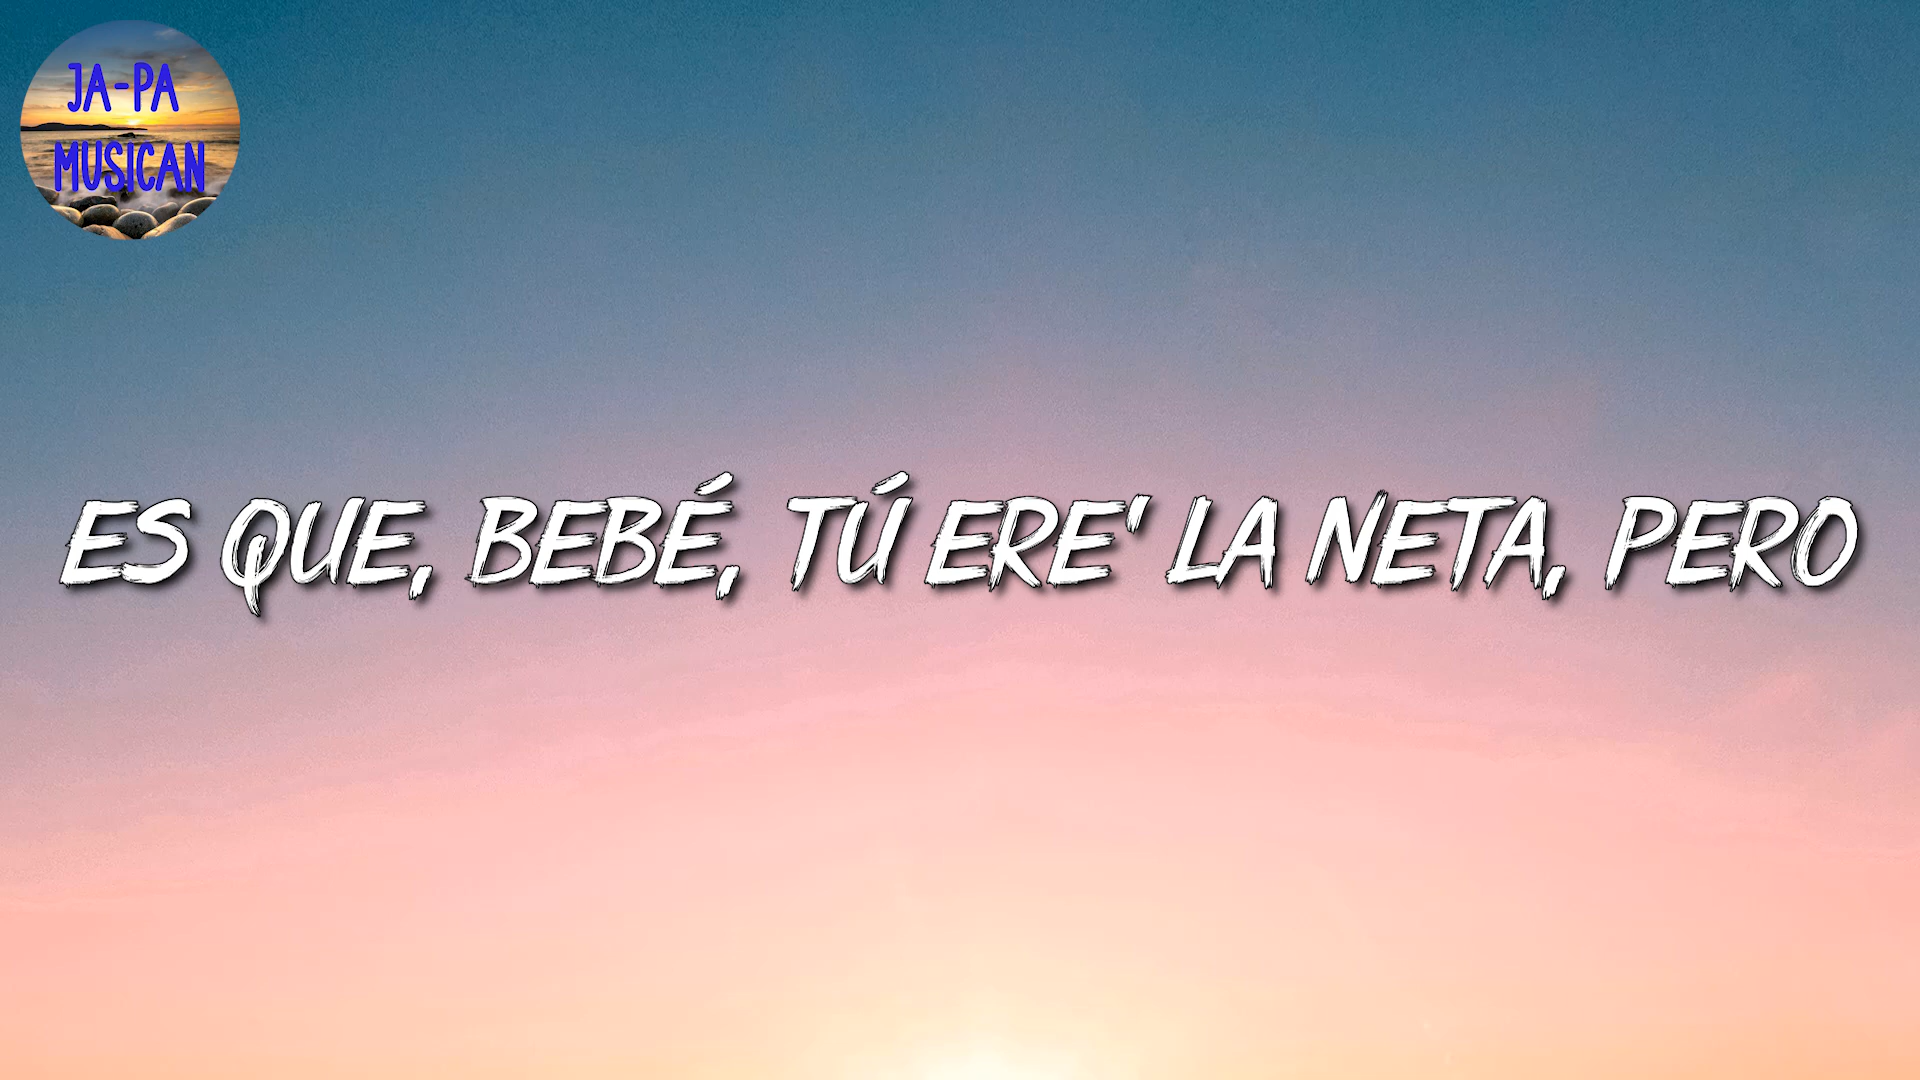 JA-PA
MUSICAN
ES QUE, BEBÉ, TÚ ERE' LA NETA, PERO